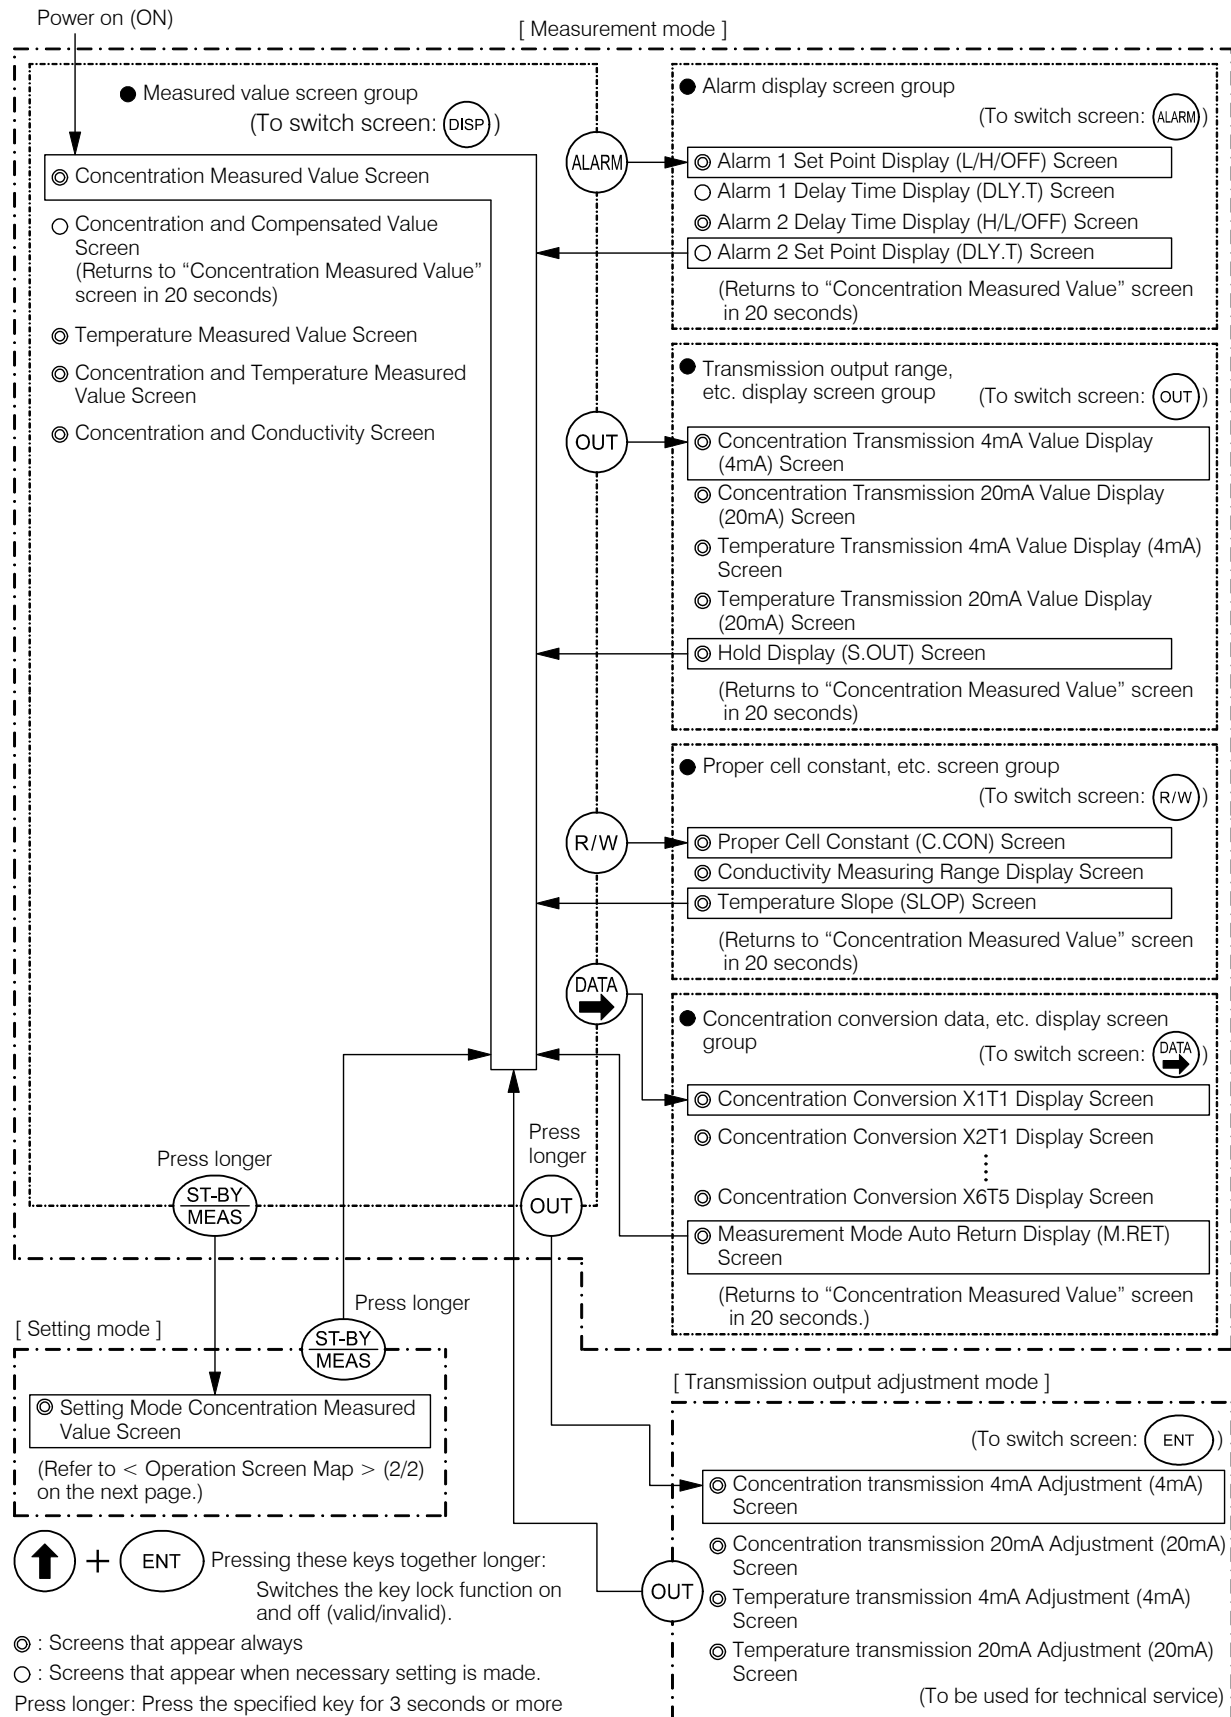 Power on (ON)
[ Measurement mode ]
● Measured value screen group
(To switch screen: DISP)
◎ Concentration Measured Value Screen
○ Concentration and Compensated Value
Screen
(Returns to “Concentration Measured Value”
screen in 20 seconds)
◎ Temperature Measured Value Screen
◎ Concentration and Temperature Measured
Value Screen
◎ Concentration and Conductivity Screen
ALARM
● Alarm display screen group
(To switch screen: ALARM)
◎ Alarm 1 Set Point Display (L/H/OFF) Screen
○ Alarm 1 Delay Time Display (DLY.T) Screen
◎ Alarm 2 Delay Time Display (H/L/OFF) Screen
○ Alarm 2 Set Point Display (DLY.T) Screen
(Returns to “Concentration Measured Value” screen
in 20 seconds)
OUT
● Transmission output range,
etc. display screen group
(To switch screen: OUT)
◎ Concentration Transmission 4mA Value Display
(4mA) Screen
◎ Concentration Transmission 20mA Value Display
(20mA) Screen
◎ Temperature Transmission 4mA Value Display (4mA)
Screen
◎ Temperature Transmission 20mA Value Display
(20mA) Screen
◎ Hold Display (S.OUT) Screen
(Returns to “Concentration Measured Value” screen
in 20 seconds)
R/W
● Proper cell constant, etc. screen group
(To switch screen: R/W)
◎ Proper Cell Constant (C.CON) Screen
◎ Conductivity Measuring Range Display Screen
◎ Temperature Slope (SLOP) Screen
(Returns to “Concentration Measured Value” screen
in 20 seconds)
DATA
● Concentration conversion data, etc. display screen
group
(To switch screen: DATA)
◎ Concentration Conversion X1T1 Display Screen
◎ Concentration Conversion X2T1 Display Screen
◎ Concentration Conversion X6T5 Display Screen
◎ Measurement Mode Auto Return Display (M.RET)
Screen
(Returns to “Concentration Measured Value” screen
in 20 seconds.)
Press longer
ST-BY
MEAS
Press
longer
OUT
[ Setting mode ]
Press longer
ST-BY
MEAS
◎ Setting Mode Concentration Measured
Value Screen
(Refer to < Operation Screen Map > (2/2)
on the next page.)
[ Transmission output adjustment mode ]
(To switch screen: ENT)
◎ Concentration transmission 4mA Adjustment (4mA)
Screen
◎ Concentration transmission 20mA Adjustment (20mA)
Screen
◎ Temperature transmission 4mA Adjustment (4mA)
Screen
◎ Temperature transmission 20mA Adjustment (20mA)
Screen
(To be used for technical service)
OUT
↑ + ENT Pressing these keys together longer:
Switches the key lock function on
and off (valid/invalid).
◎ : Screens that appear always
○ : Screens that appear when necessary setting is made.
Press longer: Press the specified key for 3 seconds or more